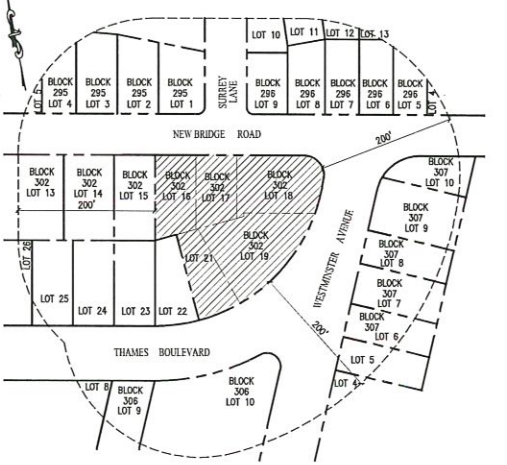 LOT 10
LOT 11
LOT 12
LOT 13
BLOCK
295
LOT 4
BLOCK
295
LOT 3
BLOCK
295
LOT 2
BLOCK
295
LOT 1
SURREY
LANE
BLOCK
296
LOT 9
BLOCK
296
LOT 8
BLOCK
296
LOT 7
BLOCK
296
LOT 6
BLOCK
296
LOT 5
LOT 4
LOT 5
NEW BRIDGE ROAD
200'
BLOCK
302
LOT 13
BLOCK
302
LOT 14
200'
BLOCK
302
LOT 15
BLOCK
302
LOT 16
BLOCK
302
LOT 17
BLOCK
302
LOT 18
BLOCK
307
LOT 10
BLOCK
307
LOT 9
BLOCK
307
LOT 8
BLOCK
307
LOT 7
BLOCK
307
LOT 6
LOT 5
LOT 4
WESTMINSTER AVENUE
BLOCK
302
LOT 19
LOT 21
LOT 26
LOT 25
LOT 24
LOT 23
LOT 22
200'
THAMES BOULEVARD
LOT 8
BLOCK
306
LOT 9
BLOCK
306
LOT 10